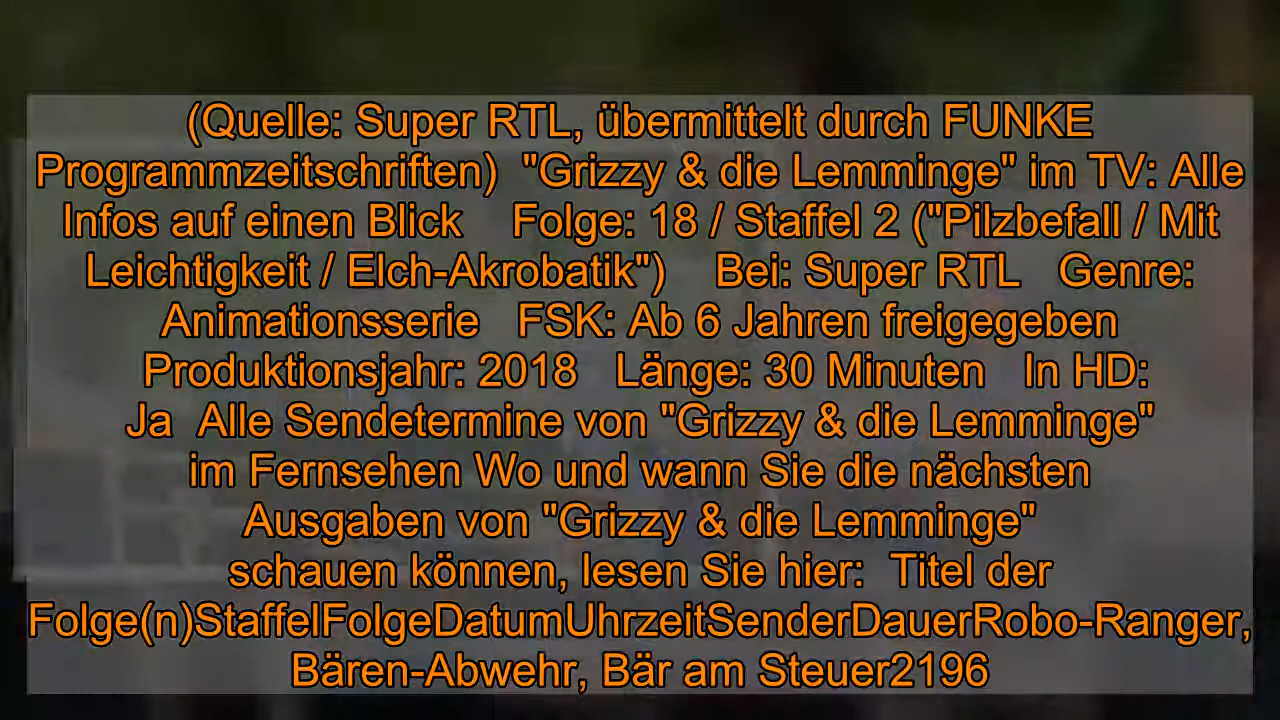 (Quelle: Super RTL, übermittelt durch FUNKE
Programmzeitschriften)  "Grizzy & die Lemminge" im TV: Alle
Infos auf einen Blick    Folge: 18 / Staffel 2 ("Pilzbefall / Mit
Leichtigkeit / Elch-Akrobatik")    Bei: Super RTL   Genre:
Animationsserie   FSK: Ab 6 Jahren freigegeben
Produktionsjahr: 2018   Länge: 30 Minuten   In HD:
Ja  Alle Sendetermine von "Grizzy & die Lemminge"
im Fernsehen Wo und wann Sie die nächsten
Ausgaben von "Grizzy & die Lemminge"
schauen können, lesen Sie hier:  Titel der
Folge(n)StaffelFolgeDatumUhrzeitSenderDauerRobo-Ranger,
Bären-Abwehr, Bär am Steuer2196